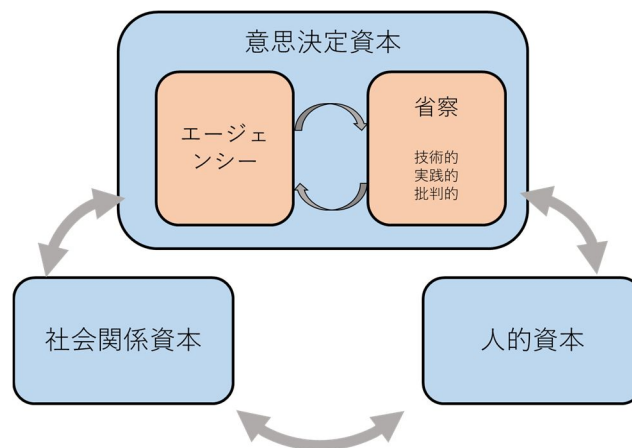 意思決定資本
エージェ
ンシー
省察
技術的
実践的
批判的
社会関係資本
人的資本